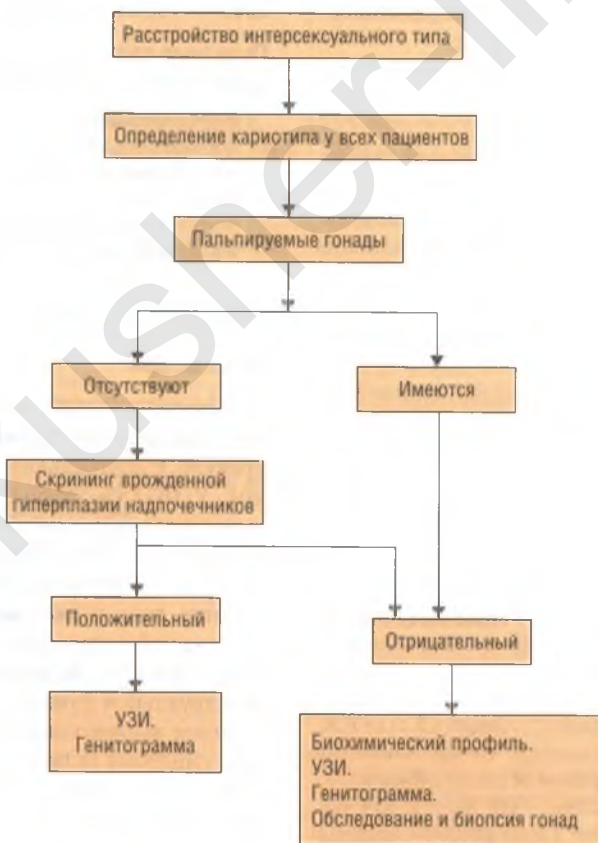 Расстройство интерсексуального типа
Определение кариотипа у всех пациентов
Пальпируемые гонады
Отсутствуют
Имеются
Скрининг врожденной
гиперплазии надпочечников
Положительный
Отрицательный
УЗИ.
Генитограмма
Биохимический профиль.
УЗИ.
Генитограмма.
Обследование и биопсия гонад